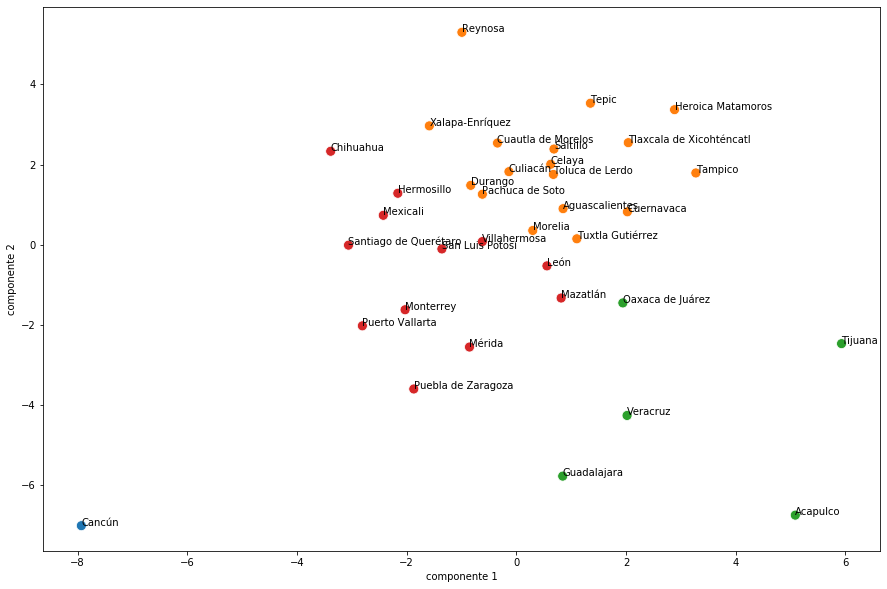 Reynosa
Tepic
Heroica Matamoros
Xalapa-Enríquez
Cuautla de Morelos
Tlaxcala de Xicohténcatl
Saltillo
Chihuahua
Celaya
Culiacán
Toluca de Lerdo
Tampico
Durango
Pachuca de Soto
Hermosillo
Aguascalientes
Cuernavaca
Mexicali
Morelia
Tuxtla Gutiérrez
Santiago de Querétaro
Villahermosa
San Luis Potosí
León
Mazatlán
Oaxaca de Juárez
Monterrey
Puerto Vallarta
Mérida
Tijuana
Puebla de Zaragoza
Veracruz
Guadalajara
Acapulco
Cancún
4
2
0
−2
−4
−6
componente 2
−8
−6
−4
−2
0
2
4
6
componente 1